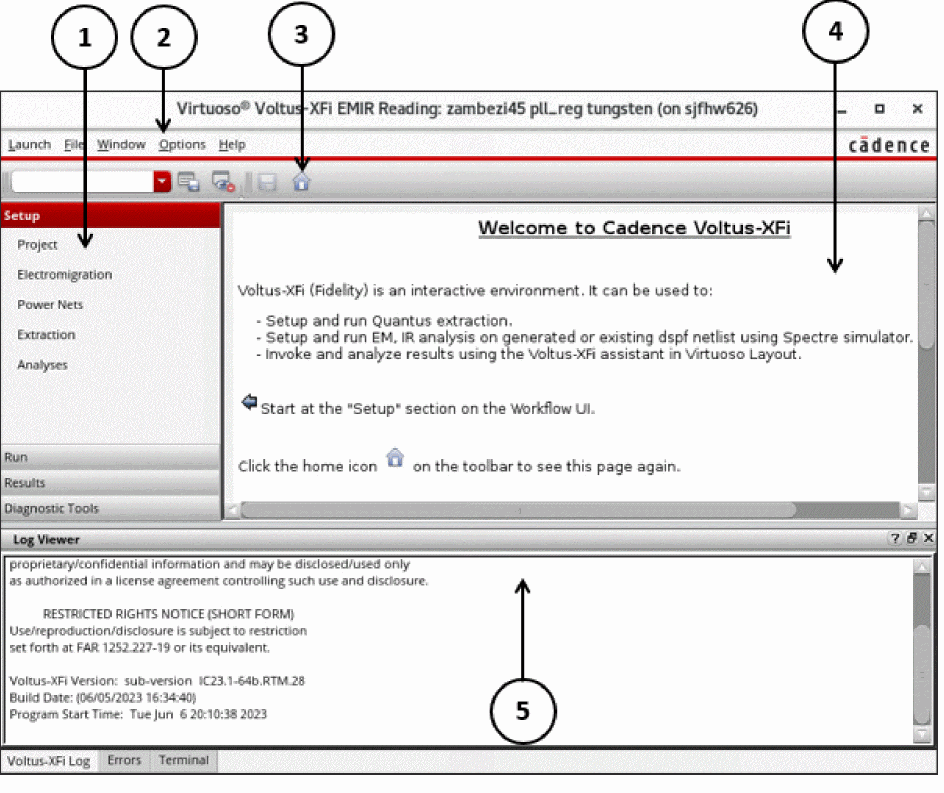 1 2 3 4
Virtuoso® Voltus-XFi EMIR Reading: zambezi45 pll_reg tungsten (on sjfhw626)
Launch File Window Options Help
cādence
Setup
Project
Electromigration
Power Nets
Extraction
Analyses
Run
Results
Diagnostic Tools
Welcome to Cadence Voltus-XFi
Voltus-XFi (Fidelity) is an interactive environment. It can be used to:
- Setup and run Quantus extraction.
- Setup and run EM, IR analysis on generated or existing dspf netlist using Spectre simulator.
- Invoke and analyze results using the Voltus-XFi assistant in Virtuoso Layout.
Start at the "Setup" section on the Workflow UI.
Click the home icon on the toolbar to see this page again.
Log Viewer
proprietary/confidential information and may be disclosed/used only
as authorized in a license agreement controlling such use and disclosure.
RESTRICTED RIGHTS NOTICE (SHORT FORM)
Use/reproduction/disclosure is subject to restriction
set forth at FAR 1252.227-19 or its equivalent.
Voltus-XFi Version: sub-version IC23.1-64b.RTM.28
Build Date: (06/05/2023 16:34:40)
Program Start Time: Tue Jun 6 20:10:38 2023
5
Voltus-XFi Log Errors Terminal